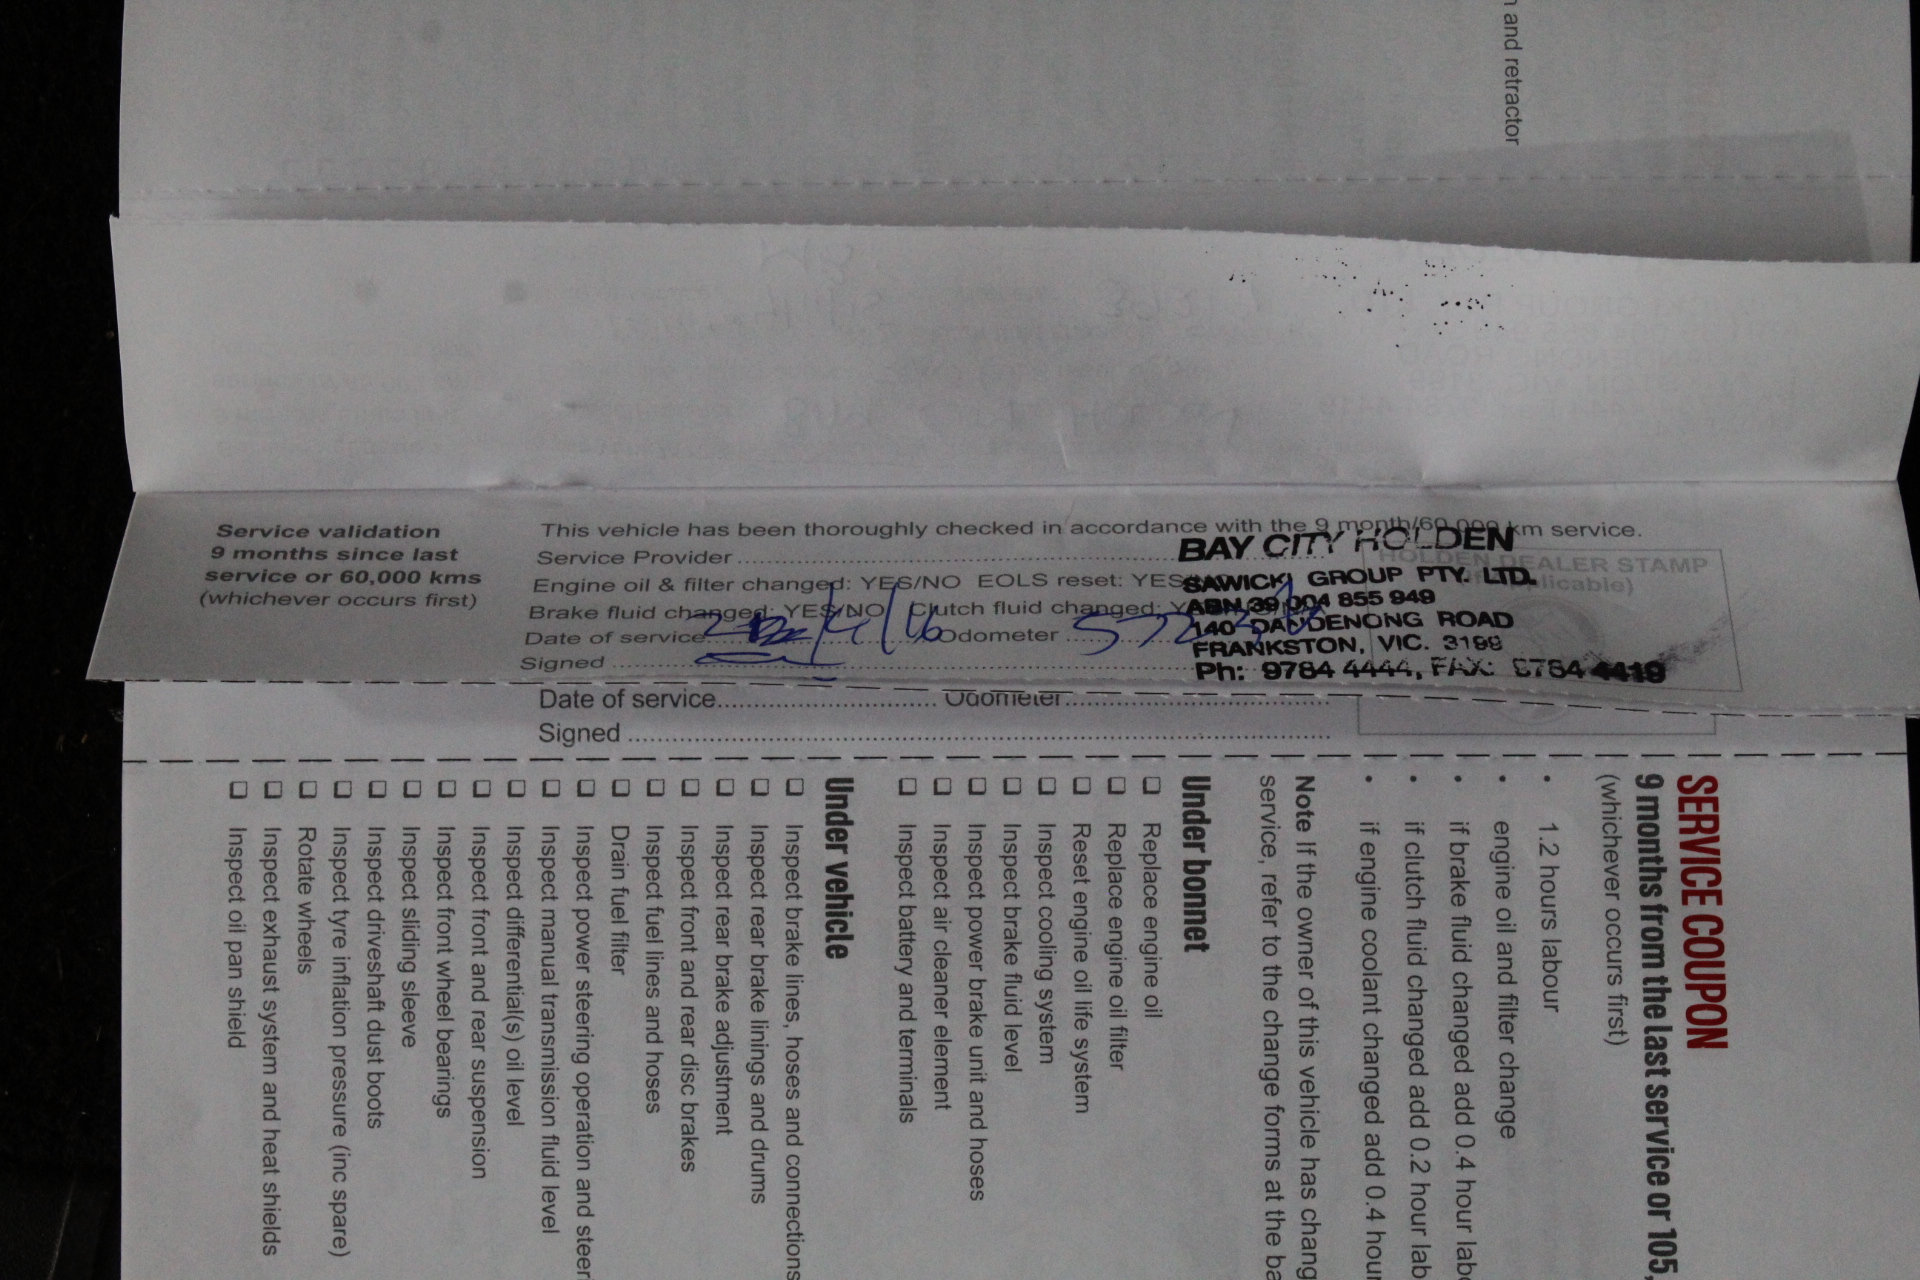 n and retractor
Service validation
9 months since last
service or 60,000 kms
(whichever occurs first)
This vehicle has been thoroughly checked in accordance with the 9 month/60,000 km service.
Service Provider
Engine oil & filter changed: YES/NO EOLS reset: YES
Brake fluid changed: YES/NO Clutch fluid changed: Y
Date of service /4/16 Odometer
Signed
HOLDEN DEALER STAMP
BAY CITY HOLDEN
SAWICKI GROUP PTY. LTD.
ABN 39 004 855 949
140 DANDENONG ROAD
FRANKSTON, VIC. 3199
Ph: 9784 4444, FAX: 8784 4419
Date of service Odometer
Signed
SERVICE COUPON
9 months from the last service or 105,
(whichever occurs first)
• 1.2 hours labour
• engine oil and filter change
• if brake fluid changed add 0.4 hour labo
• if clutch fluid changed add 0.2 hour lab
• if engine coolant changed add 0.4 hour
Note If the owner of this vehicle has chang
service, refer to the change forms at the ba
Under bonnet
❏ Replace engine oil
❏ Replace engine oil filter
❏ Reset engine oil life system
❏ Inspect cooling system
❏ Inspect brake fluid level
❏ Inspect power brake unit and hoses
❏ Inspect air cleaner element
❏ Inspect battery and terminals
Under vehicle
❏ Inspect brake lines, hoses and connections
❏ Inspect rear brake linings and drums
❏ Inspect rear brake adjustment
❏ Inspect front and rear disc brakes
❏ Inspect fuel lines and hoses
❏ Drain fuel filter
❏ Inspect power steering operation and steeri
❏ Inspect manual transmission fluid level
❏ Inspect differential(s) oil level
❏ Inspect front and rear suspension
❏ Inspect front wheel bearings
❏ Inspect sliding sleeve
❏ Inspect driveshaft dust boots
❏ Inspect tyre inflation pressure (inc spare)
❏ Rotate wheels
❏ Inspect exhaust system and heat shields
❏ Inspect oil pan shield